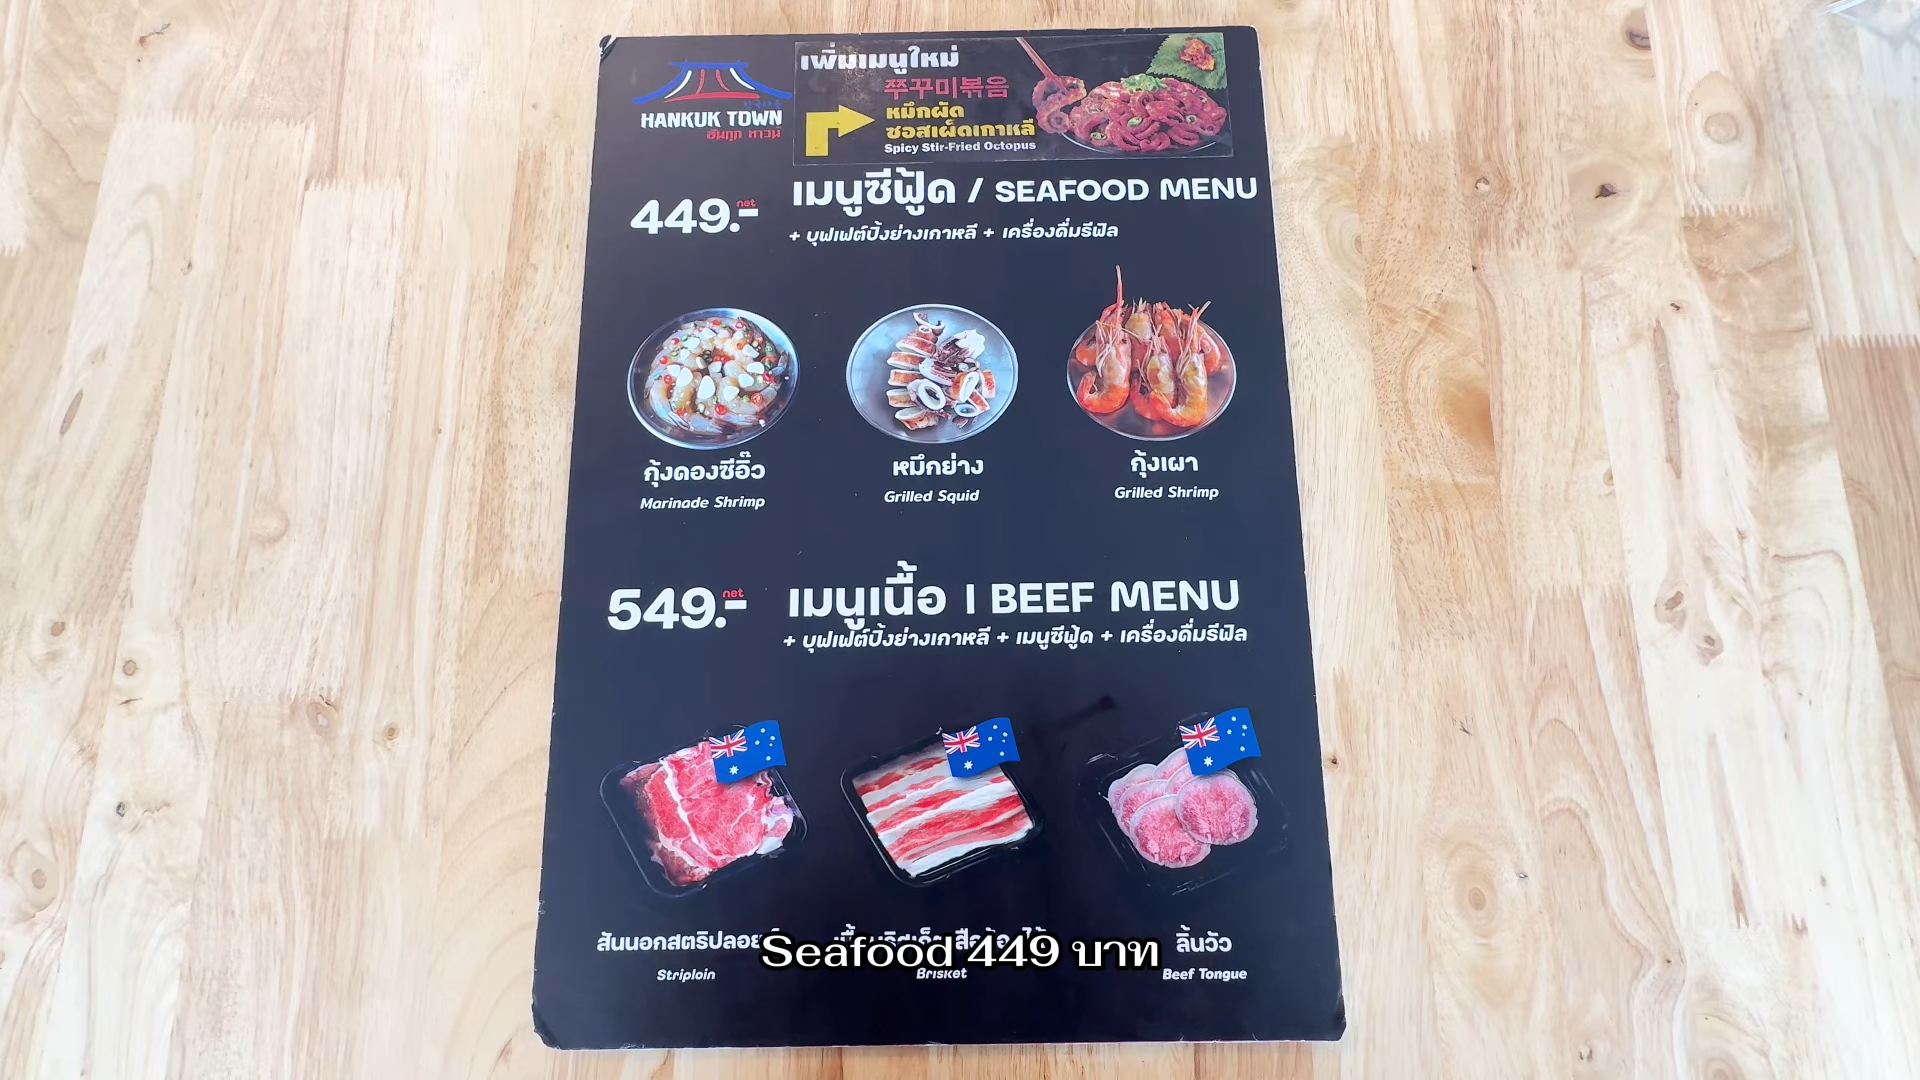 HANKUK TOWN
ฮันกุก ทาวน์
เพิ่มเมนูใหม่
쭈꾸미볶음
หมึกผัด
ซอสเผ็ดเกาหลี
Spicy Stir-Fried Octopus
449.- net
เมนูซีฟู้ด / SEAFOOD MENU
+ บุฟเฟต์ปิ้งย่างเกาหลี + เครื่องดื่มรีฟิล
กุ้งดองซีอิ๊ว
Marinade Shrimp
หมึกย่าง
Grilled Squid
กุ้งเผา
Grilled Shrimp
549.- net
เมนูเนื้อ | BEEF MENU
+ บุฟเฟต์ปิ้งย่างเกาหลี + เมนูซีฟู้ด + เครื่องดื่มรีฟิล
Striploin
Brisket
ลิ้นวัว
Beef Tongue
Seafood 449 บาท